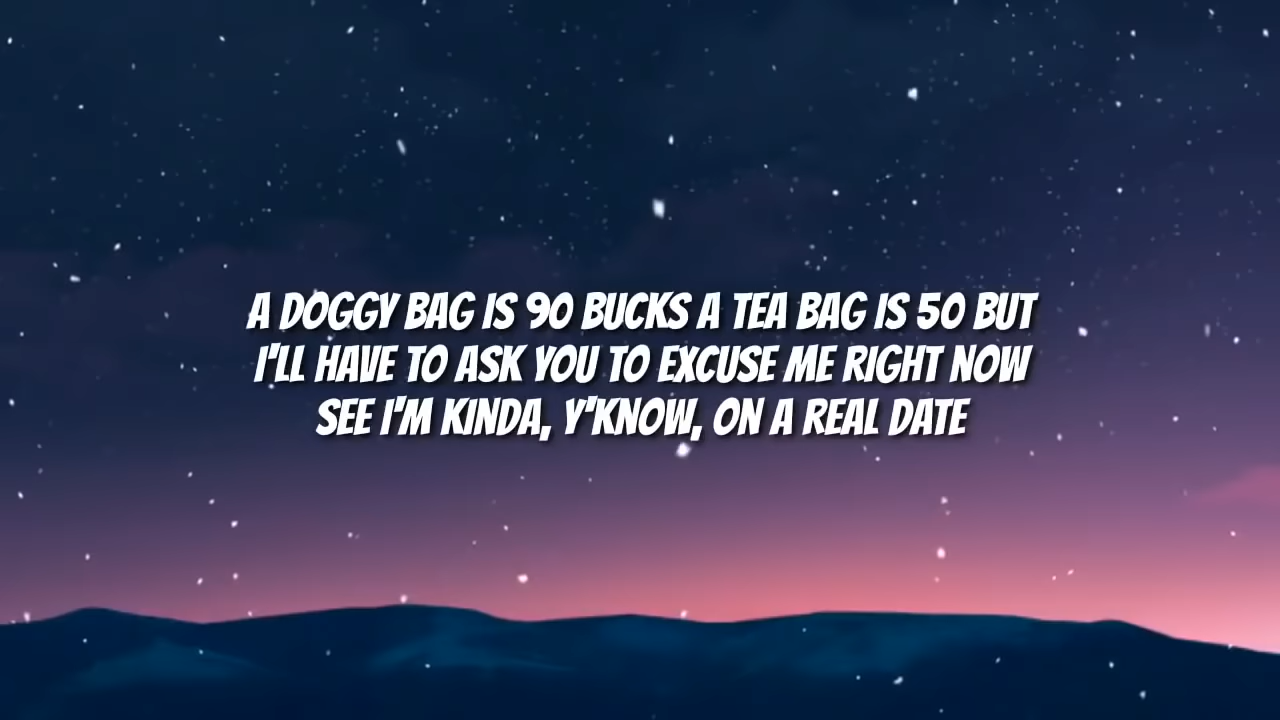 A DOGGY BAG IS 90 BUCKS A TEA BAG IS 50 BUT
I'LL HAVE TO ASK YOU TO EXCUSE ME RIGHT NOW
SEE I'M KINDA, Y'KNOW, ON A REAL DATE